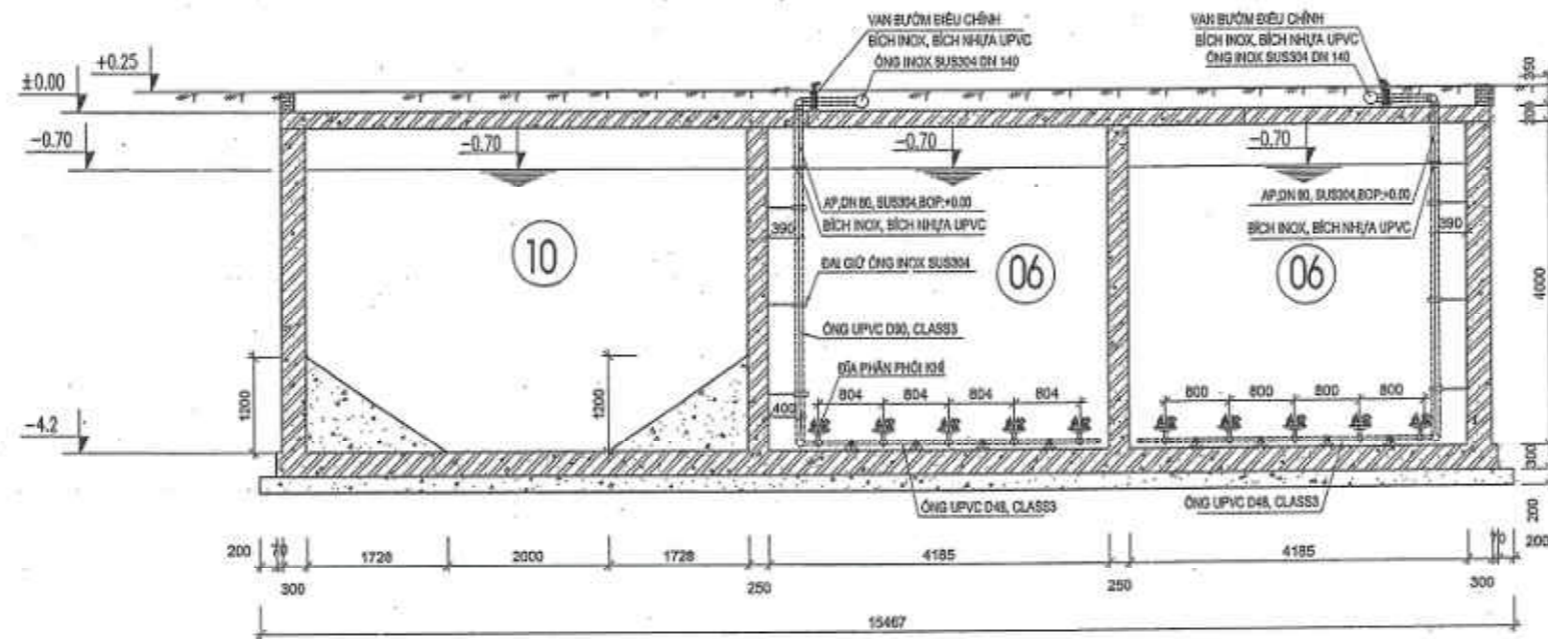 VAN BƯỚM ĐIỀU CHỈNH
BÍCH INOX, BÍCH NHỰA UPVC
ỐNG INOX SUS304 DN 140
VAN BƯỚM ĐIỀU CHỈNH
BÍCH INOX, BÍCH NHỰA UPVC
ỐNG INOX SUS304 DN 140
+0.25
±0.00
350
200
-0.70
-0.70
-0.70
-0.70
AP,DN 80, SUS304,BOP:+0.00
BÍCH INOX, BÍCH NHỰA UPVC
AP,DN 80, SUS304,BOP:+0.00
BÍCH INOX, BÍCH NHỰA UPVC
390
390
10
06
06
ĐAI GIỮ ỐNG INOX SUS304
4000
ỐNG UPVC D90, CLASS3
ĐĨA PHÂN PHỐI KHÍ
1200
1200
400
804
804
804
804
800
800
800
800
-4.2
300
ỐNG UPVC D48, CLASS3
ỐNG UPVC D48, CLASS3
200
200
70
1728
2000
1728
4185
4185
200
300
250
250
300
15467